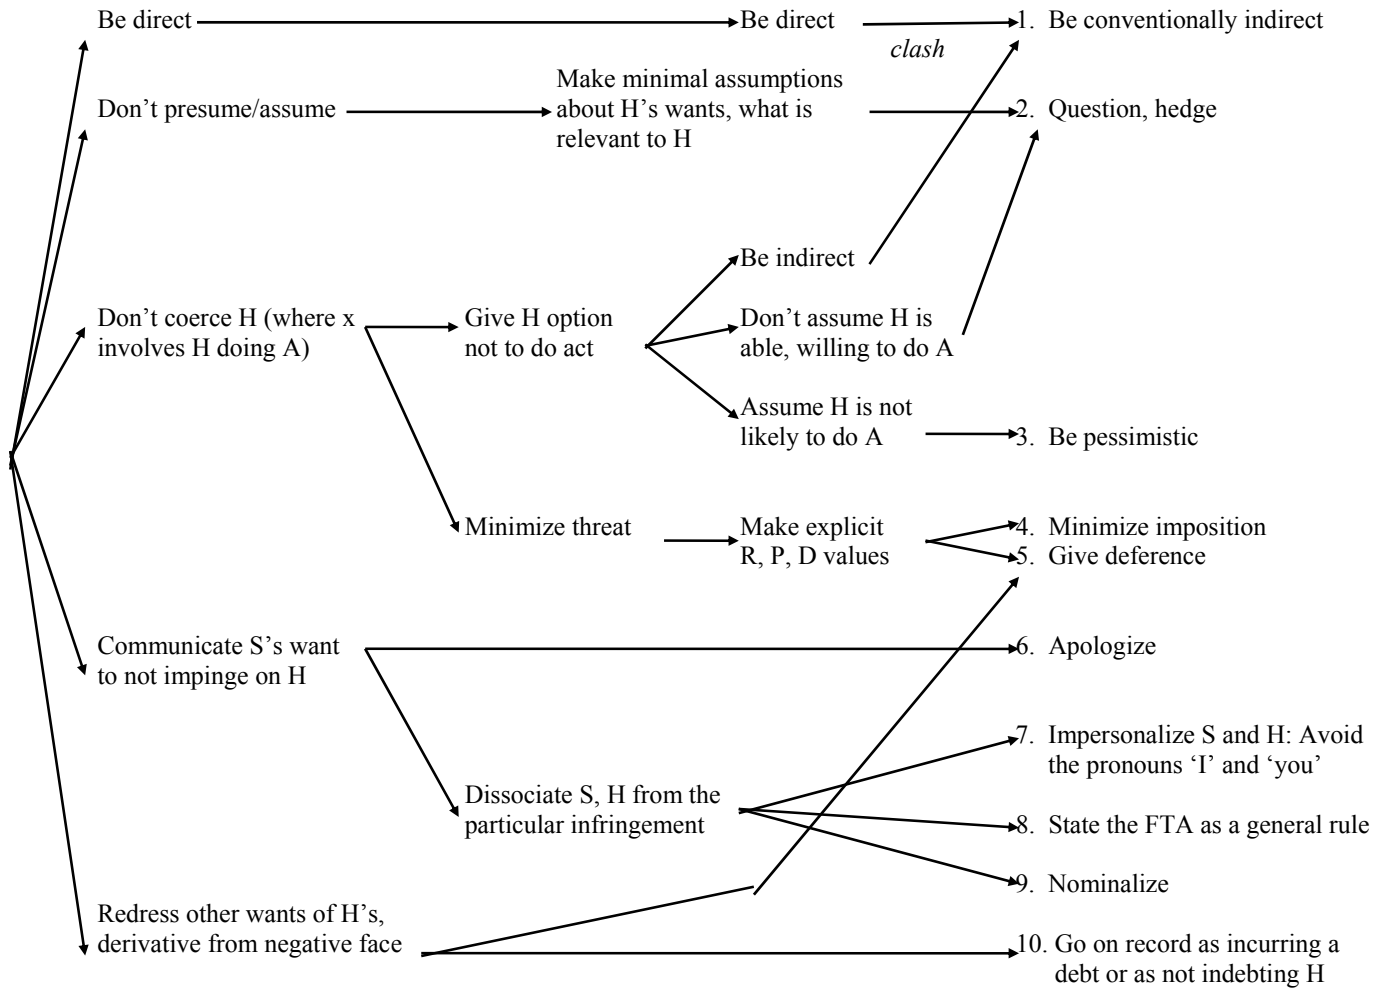 Be direct
Be direct
1. Be conventionally indirect
clash
Don’t presume/assume
Make minimal assumptions
about H’s wants, what is
relevant to H
2. Question, hedge
Be indirect
Don’t coerce H (where x
involves H doing A)
Give H option
not to do act
Don’t assume H is
able, willing to do A
Assume H is not
likely to do A
3. Be pessimistic
Minimize threat
Make explicit
R, P, D values
4. Minimize imposition
5. Give deference
Communicate S’s want
to not impinge on H
6. Apologize
7. Impersonalize S and H: Avoid
the pronouns ‘I’ and ‘you’
Dissociate S, H from the
particular infringement
8. State the FTA as a general rule
9. Nominalize
Redress other wants of H’s,
derivative from negative face
10. Go on record as incurring a
debt or as not indebting H